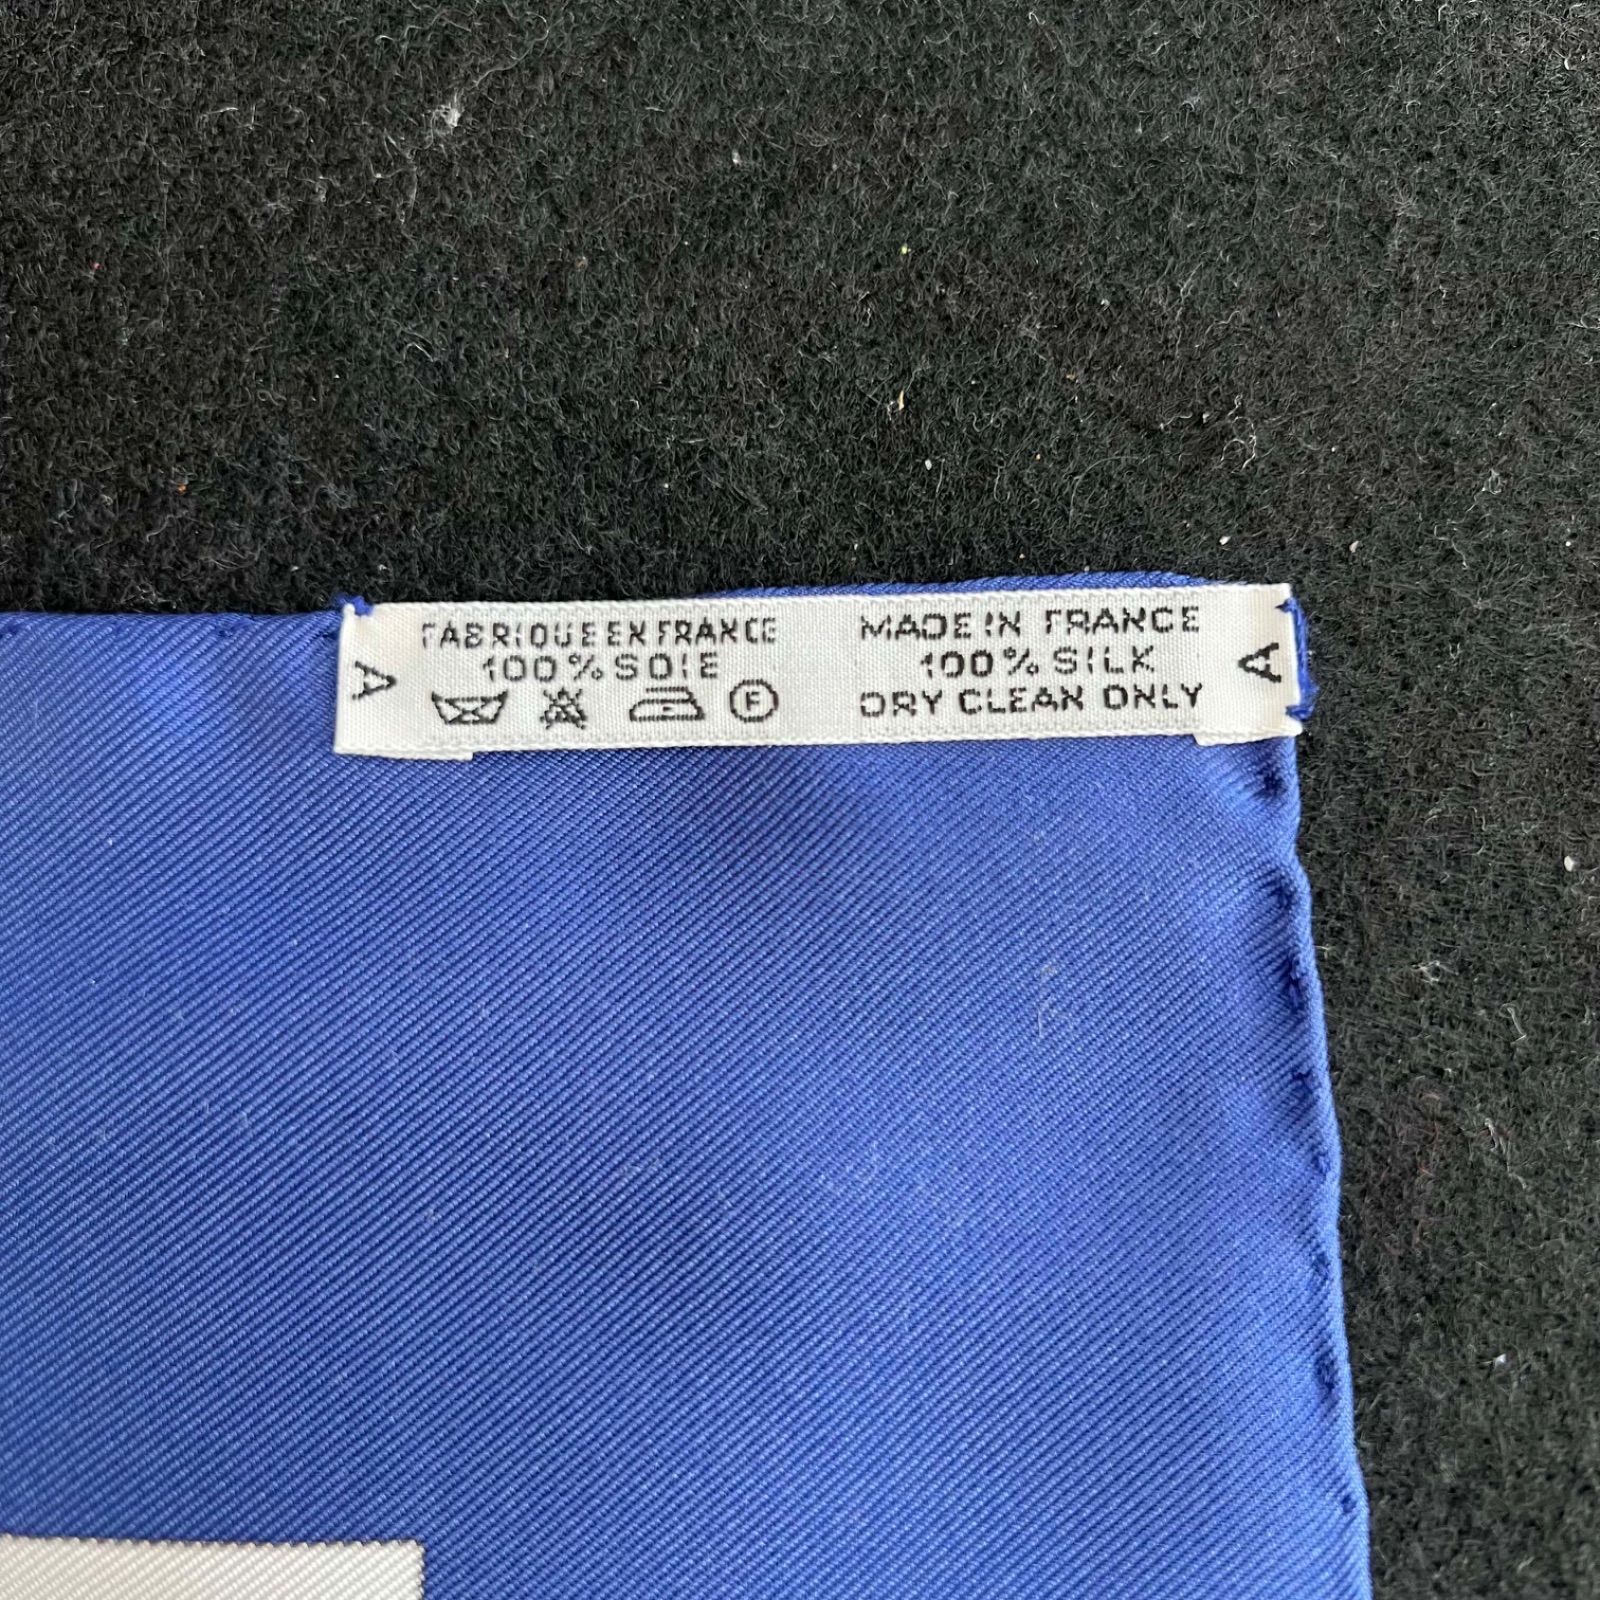 A
FABRIQUE EN FRANCE
100% SOIE
F
MADE IN FRANCE
100% SILK
DRY CLEAN ONLY
A